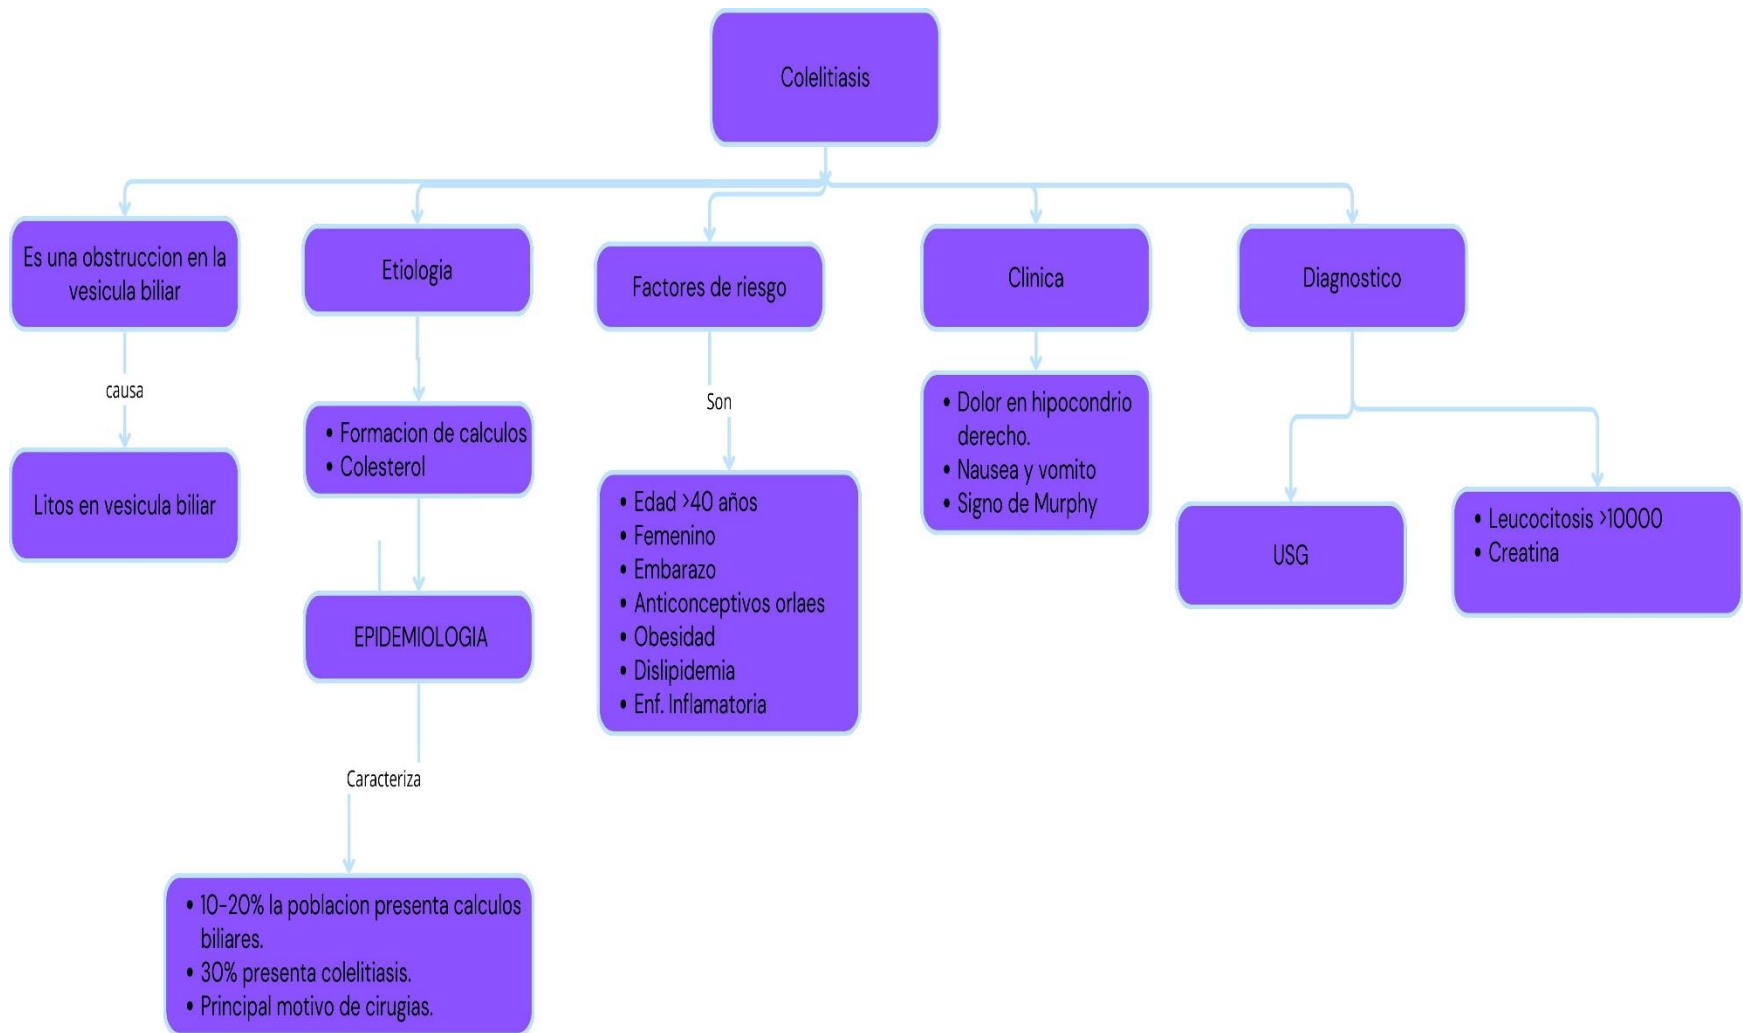 Colelitiasis
Es una obstruccion en la
vesicula biliar
causa
Litos en vesicula biliar
Etiologia
• Formacion de calculos
• Colesterol
EPIDEMIOLOGIA
Caracteriza
• 10-20% la poblacion presenta calculos
biliares.
• 30% presenta colelitiasis.
• Principal motivo de cirugias.
Factores de riesgo
Son
• Edad >40 años
• Femenino
• Embarazo
• Anticonceptivos orlaes
• Obesidad
• Dislipidemia
• Enf. Inflamatoria
Clinica
• Dolor en hipocondrio
derecho.
• Nausea y vomito
• Signo de Murphy
Diagnostico
USG
• Leucocitosis >10000
• Creatina